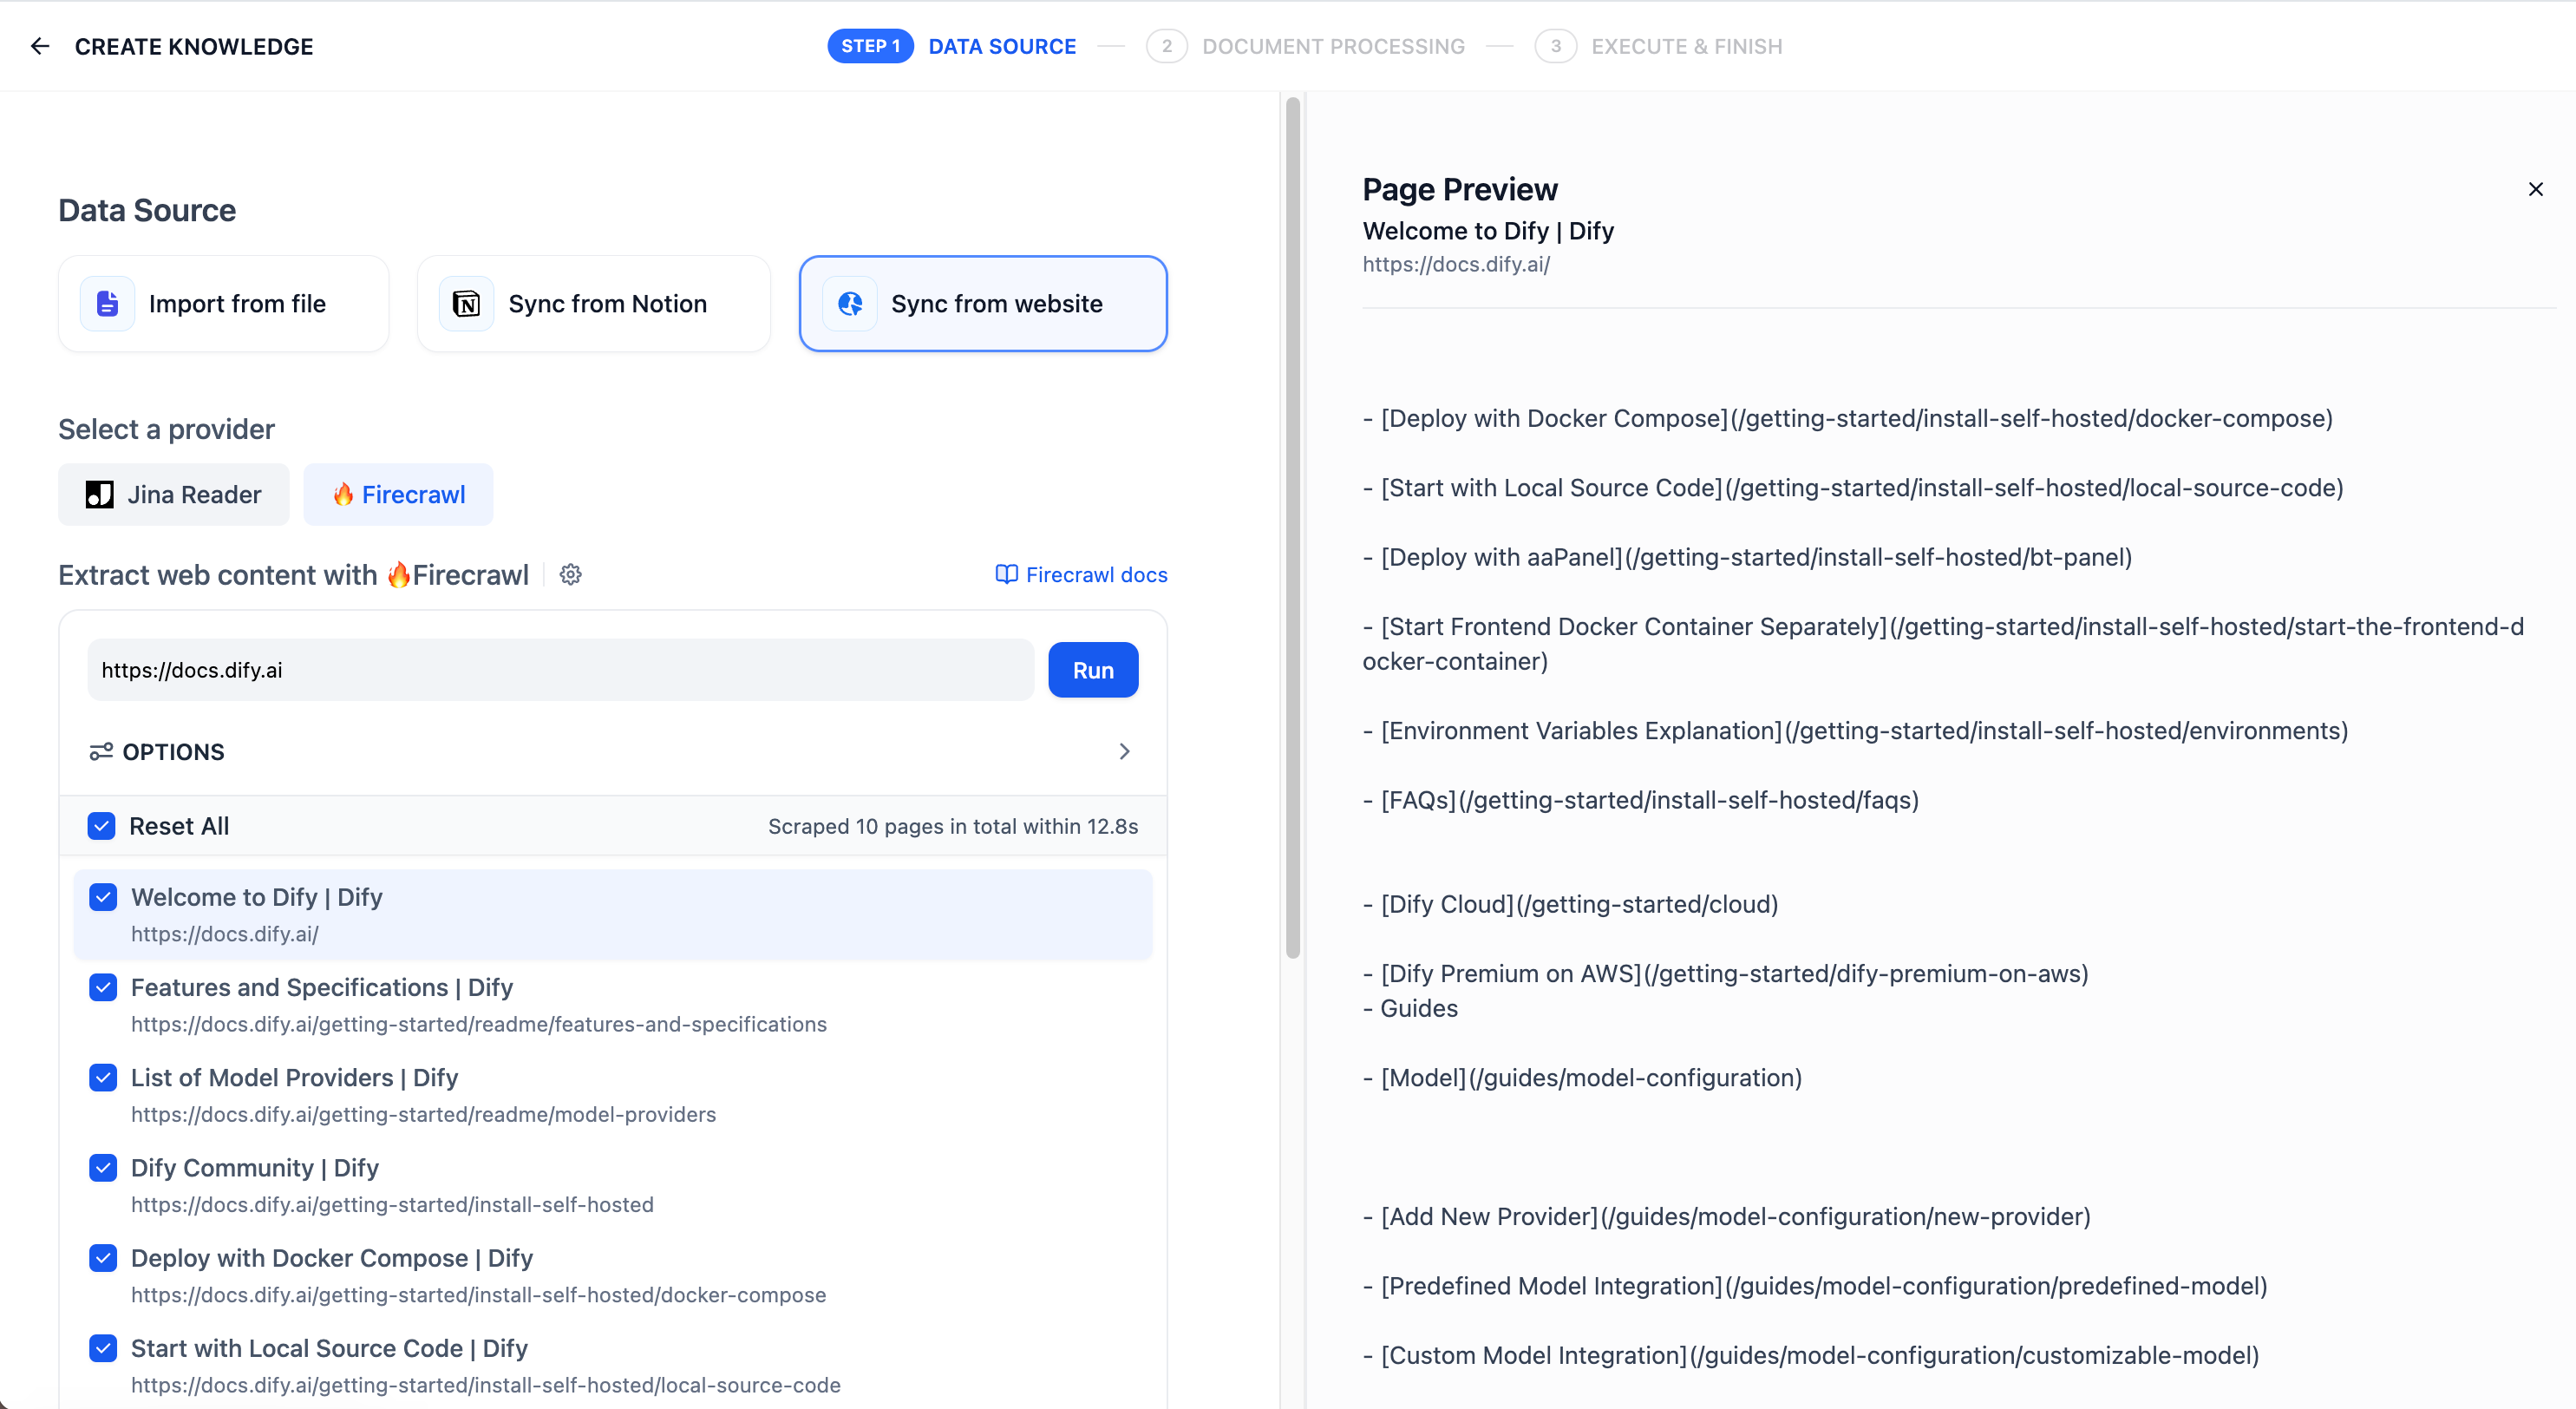 CREATE KNOWLEDGE
STEP 1 DATA SOURCE
2 DOCUMENT PROCESSING
3 EXECUTE & FINISH
Data Source
Import from file
Sync from Notion
Sync from website
Select a provider
Jina Reader
🔥 Firecrawl
Extract web content with 🔥Firecrawl
Firecrawl docs
https://docs.dify.ai
Run
OPTIONS
Reset All
Scraped 10 pages in total within 12.8s
Welcome to Dify | Dify
https://docs.dify.ai/
Features and Specifications | Dify
https://docs.dify.ai/getting-started/readme/features-and-specifications
List of Model Providers | Dify
https://docs.dify.ai/getting-started/readme/model-providers
Dify Community | Dify
https://docs.dify.ai/getting-started/install-self-hosted
Deploy with Docker Compose | Dify
https://docs.dify.ai/getting-started/install-self-hosted/docker-compose
Start with Local Source Code | Dify
https://docs.dify.ai/getting-started/install-self-hosted/local-source-code
Page Preview
Welcome to Dify | Dify
https://docs.dify.ai/
- [Deploy with Docker Compose](/getting-started/install-self-hosted/docker-compose)
- [Start with Local Source Code](/getting-started/install-self-hosted/local-source-code)
- [Deploy with aaPanel](/getting-started/install-self-hosted/bt-panel)
- [Start Frontend Docker Container Separately](/getting-started/install-self-hosted/start-the-frontend-d
ocker-container)
- [Environment Variables Explanation](/getting-started/install-self-hosted/environments)
- [FAQs](/getting-started/install-self-hosted/faqs)
- [Dify Cloud](/getting-started/cloud)
- [Dify Premium on AWS](/getting-started/dify-premium-on-aws)
- Guides
- [Model](/guides/model-configuration)
- [Add New Provider](/guides/model-configuration/new-provider)
- [Predefined Model Integration](/guides/model-configuration/predefined-model)
- [Custom Model Integration](/guides/model-configuration/customizable-model)